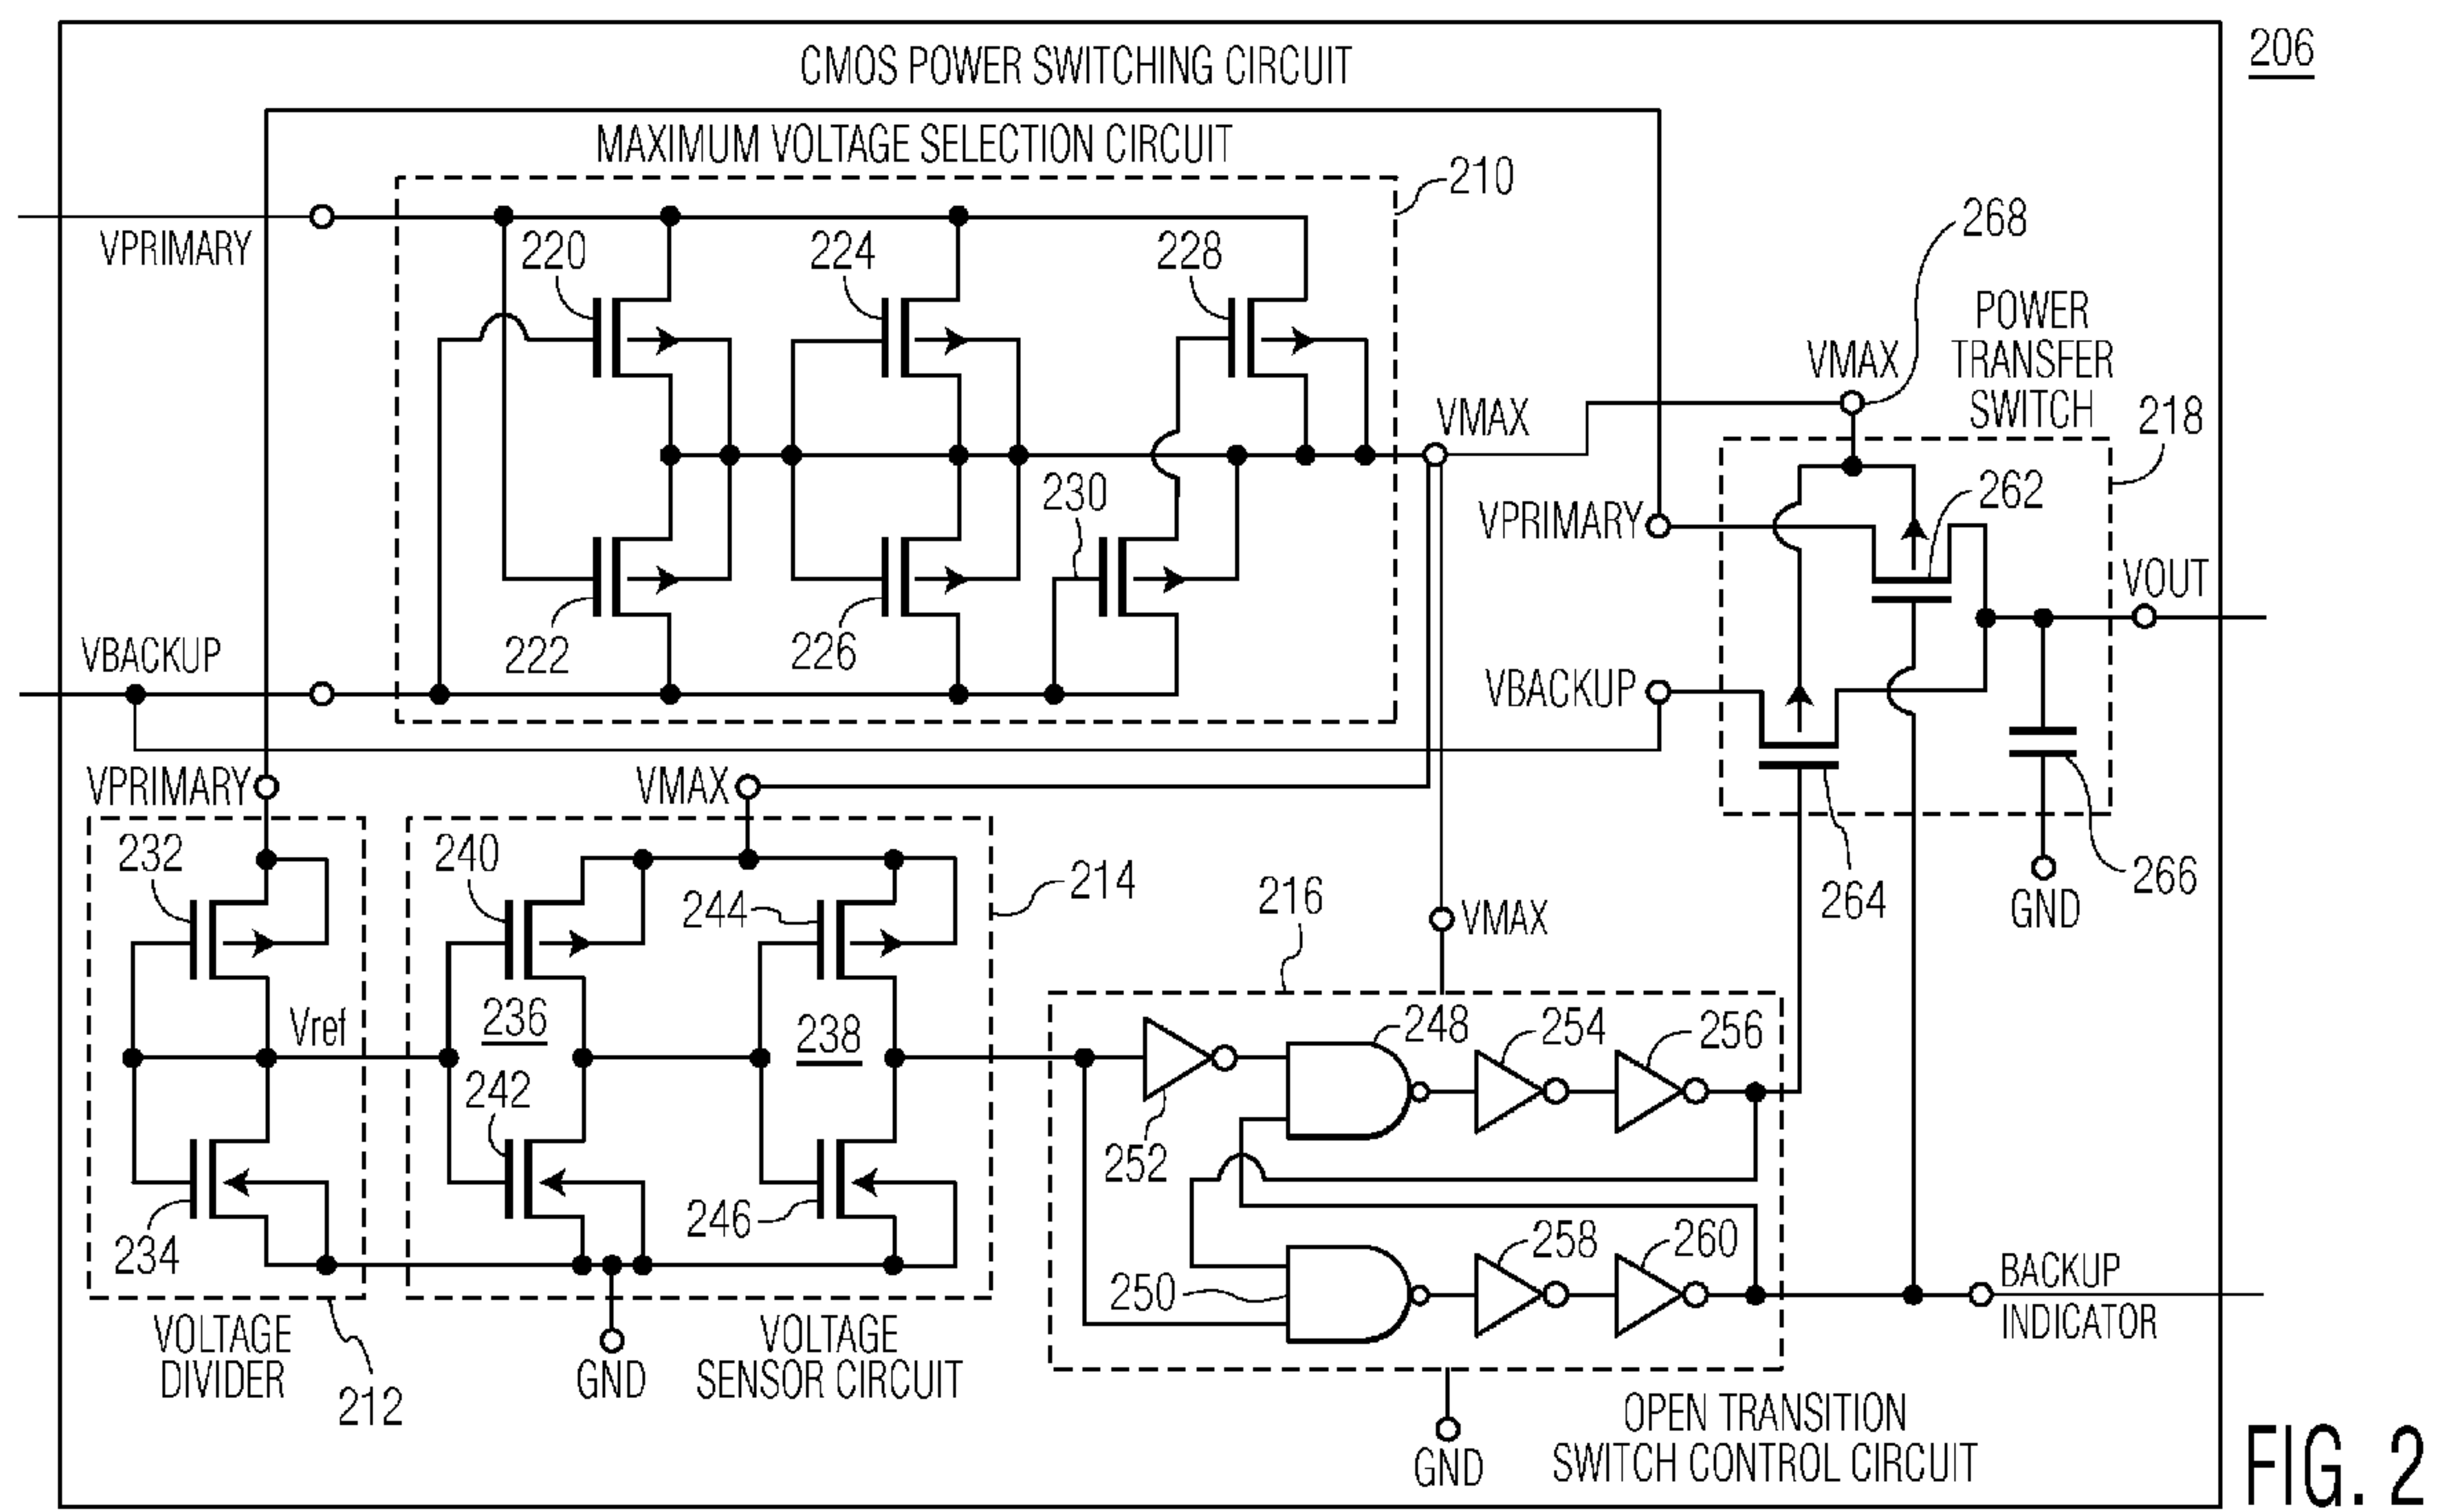 CMOS POWER SWITCHING CIRCUIT
206
MAXIMUM VOLTAGE SELECTION CIRCUIT
210
VPRIMARY
220
224
228
268
POWER
TRANSFER
SWITCH
VMAX
VMAX
218
230
262
VPRIMARY
VOUT
222
226
VBACKUP
VBACKUP
VPRIMARY
VMAX
232
240
244
214
216
VMAX
264
266
GND
Vref
236
238
248
254
256
242
252
246
234
250
258
260
BACKUP
INDICATOR
VOLTAGE
DIVIDER
212
GND
VOLTAGE
SENSOR CIRCUIT
GND
OPEN TRANSITION
SWITCH CONTROL CIRCUIT
FIG. 2